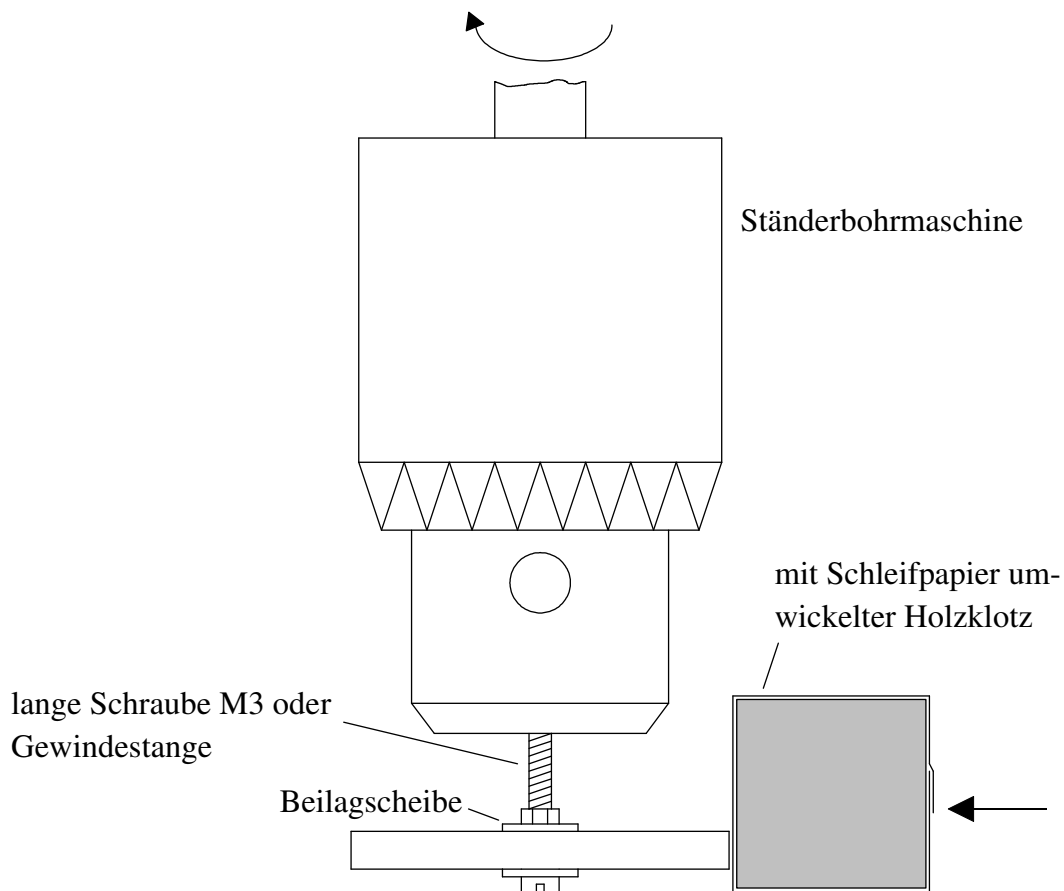 Ständerbohrmaschine
mit Schleifpapier um-
wickelter Holzklotz
lange Schraube M3 oder
Gewindestange
Beilagscheibe